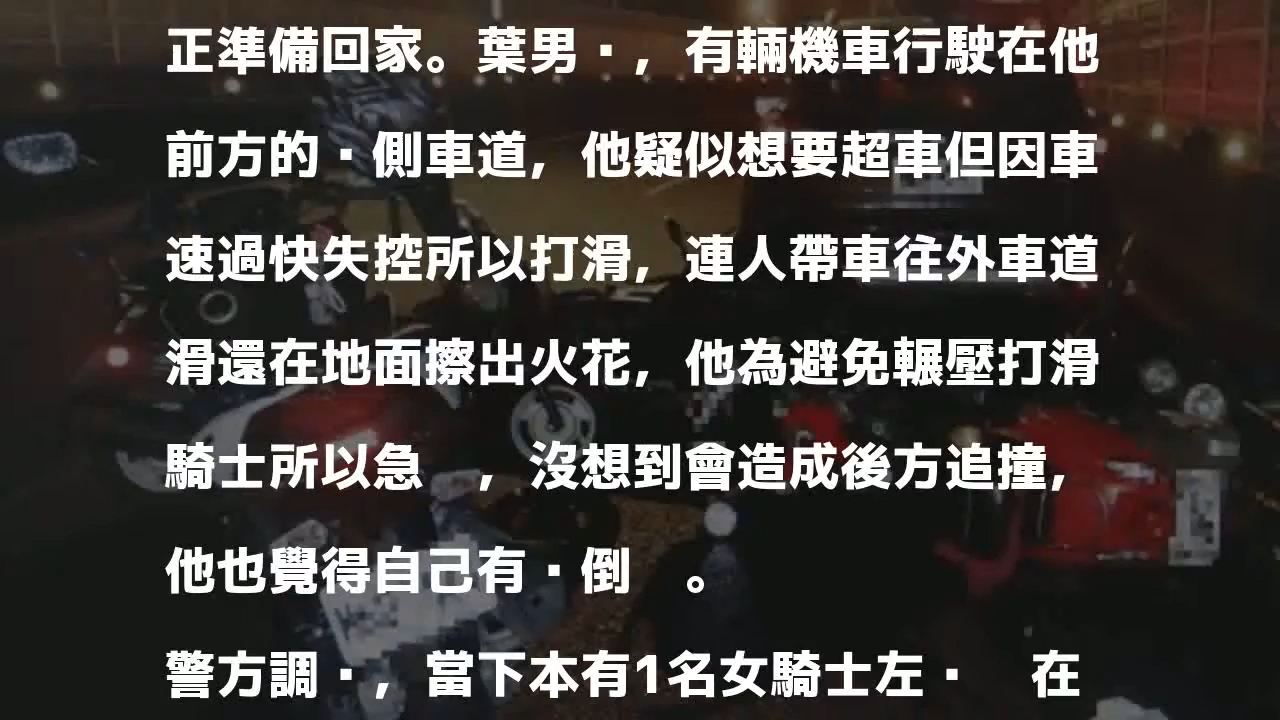 正準備回家。葉男·，有輛機車行駛在他
前方的·側車道，他疑似想要超車但因車
速過快失控所以打滑，連人帶車往外車道
滑還在地面擦出火花，他為避免輾壓打滑
騎士所以急　，沒想到會造成後方追撞，
他也覺得自己有·倒　。
警方調·，當下本有1名女騎士左·　在